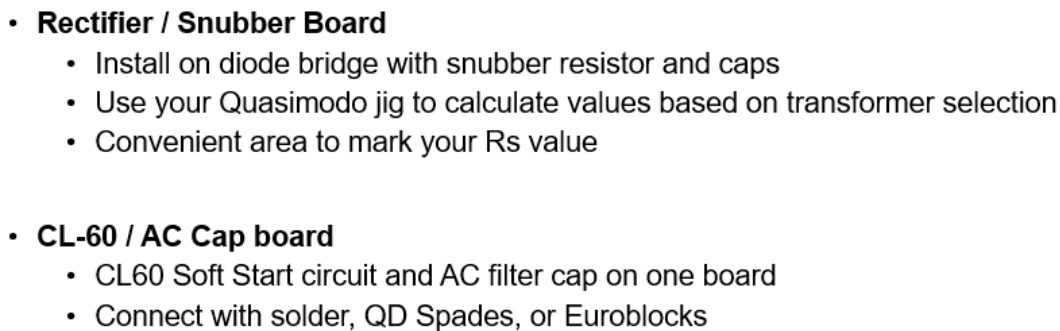 • Rectifier / Snubber Board
• Install on diode bridge with snubber resistor and caps
• Use your Quasimodo jig to calculate values based on transformer selection
• Convenient area to mark your Rs value
• CL-60 / AC Cap board
• CL60 Soft Start circuit and AC filter cap on one board
• Connect with solder, QD Spades, or Euroblocks